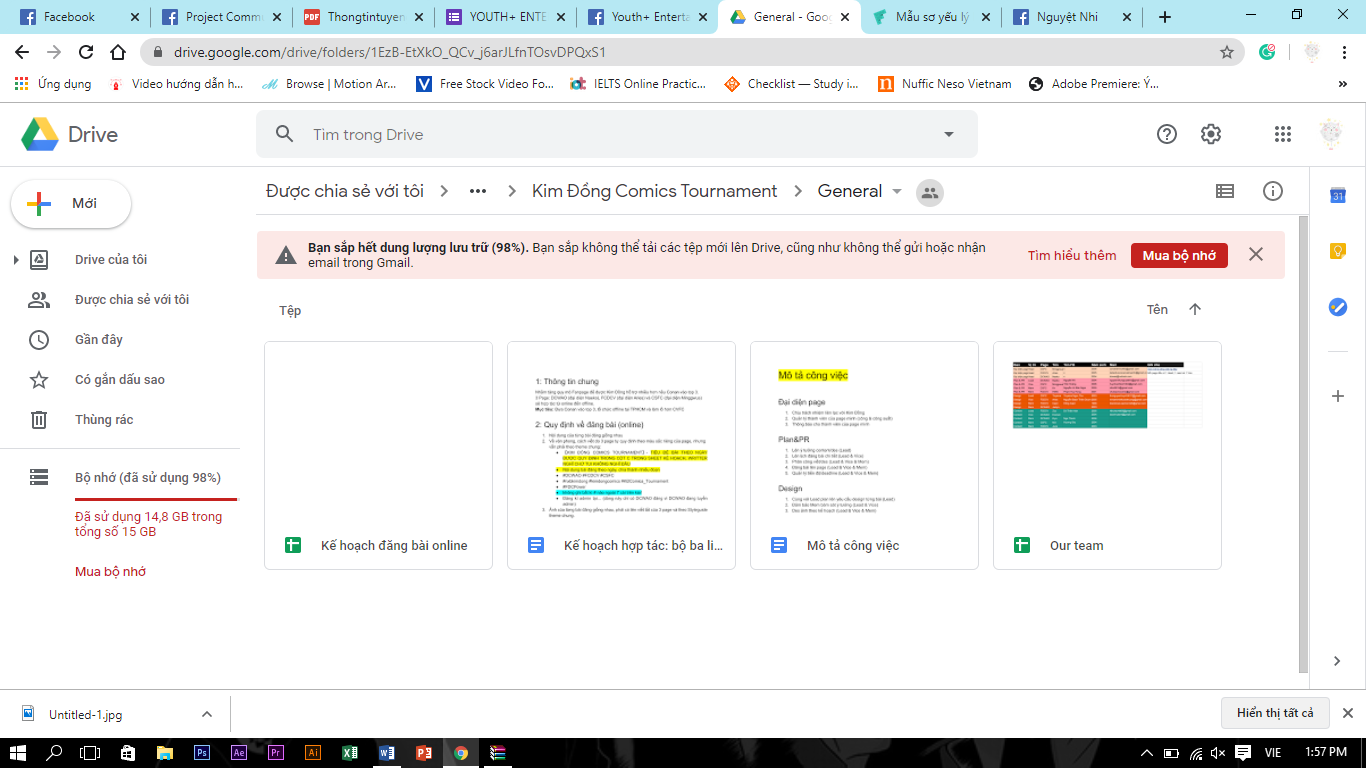 Facebook
Project Commu
Thongtintuyen
YOUTH+ ENTE
Youth+ Enterta
General - Goo
Mẫu sơ yếu lý
Nguyệt Nhi
drive.google.com/drive/folders/1EzB-EtXkO_QCv_j6arJLfnTOsvDPQxS1
Ứng dụng
Video hướng dẫn h...
Browse | Motion Ar...
Free Stock Video Fo...
IELTS Online Practic...
Checklist — Study i...
Nuffic Neso Vietnam
Adobe Premiere: Ý...
Drive
Tìm trong Drive
Mới
Được chia sẻ với tôi
Kim Đồng Comics Tournament
General
Drive của tôi
Được chia sẻ với tôi
Gần đây
Có gắn dấu sao
Thùng rác
Bộ nhớ (đã sử dụng 98%)
Đã sử dụng 14,8 GB trong
tổng số 15 GB
Mua bộ nhớ
Bạn sắp hết dung lượng lưu trữ (98%). Bạn sắp không thể tải các tệp mới lên Drive, cũng như không thể gửi hoặc nhận
email trong Gmail.
Tìm hiểu thêm
Mua bộ nhớ
Tệp
Tên
1: Thông tin chung
2: Quy định về đăng bài (online)
Mô tả công việc
Đại diện page
Plan&PR
Design
Kế hoạch đăng bài online
Kế hoạch hợp tác: bộ ba li...
Mô tả công việc
Our team
31
Untitled-1.jpg
Hiển thị tất cả
VIE
1:57 PM